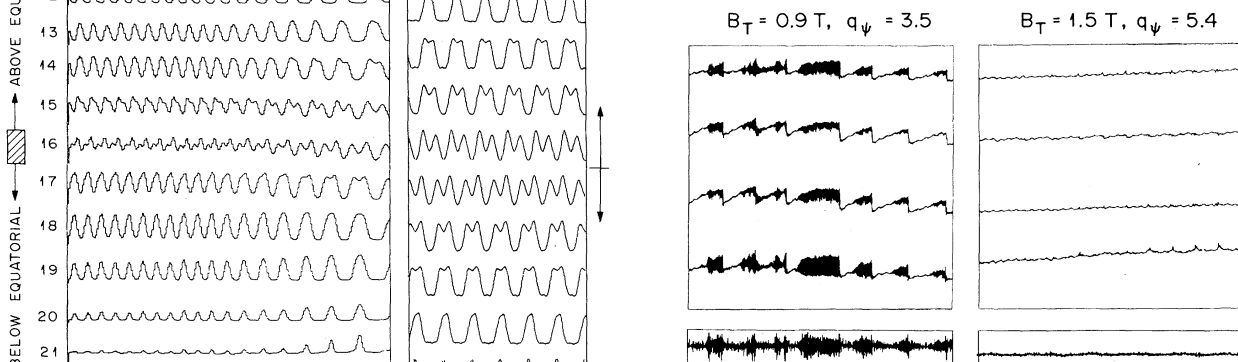 ABOVE EQU
13
14
15
16
17
18
19
20
21
BELOW EQUATORIAL
B_T = 0.9 T, q_ψ = 3.5
B_T = 1.5 T, q_ψ = 5.4